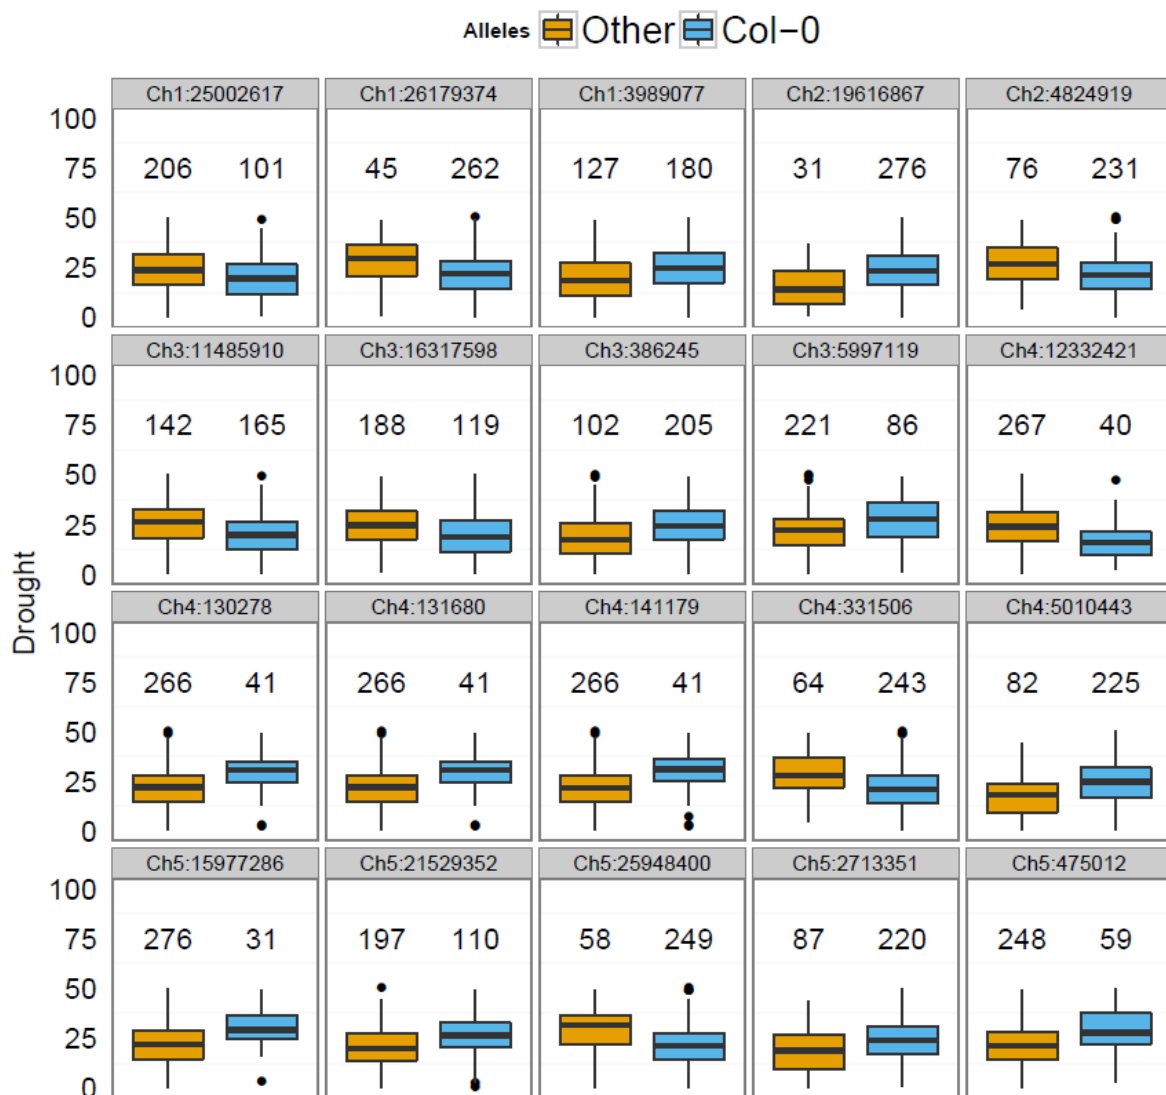 Alleles Other Col−0
Ch1:25002617 Ch1:26179374 Ch1:3989077 Ch2:19616867 Ch2:4824919
100
75 206 101 45 262 127 180 31 276 76 231
50
25
0
Ch3:11485910 Ch3:16317598 Ch3:386245 Ch3:5997119 Ch4:12332421
100
75 142 165 188 119 102 205 221 86 267 40
50
25
0
Drought
Ch4:130278 Ch4:131680 Ch4:141179 Ch4:331506 Ch4:5010443
100
75 266 41 266 41 266 41 64 243 82 225
50
25
0
Ch5:15977286 Ch5:21529352 Ch5:25948400 Ch5:2713351 Ch5:475012
100
75 276 31 197 110 58 249 87 220 248 59
50
25
0